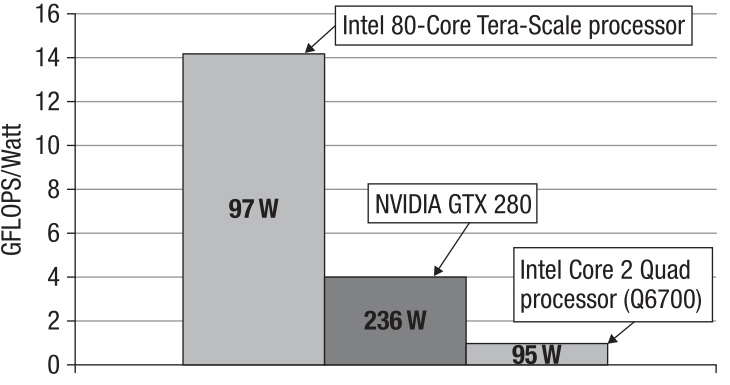 16
14
12
10
8
6
4
2
0
GFLOPS/Watt
Intel 80-Core Tera-Scale processor
97 W
NVIDIA GTX 280
236 W
Intel Core 2 Quad
processor (Q6700)
95 W